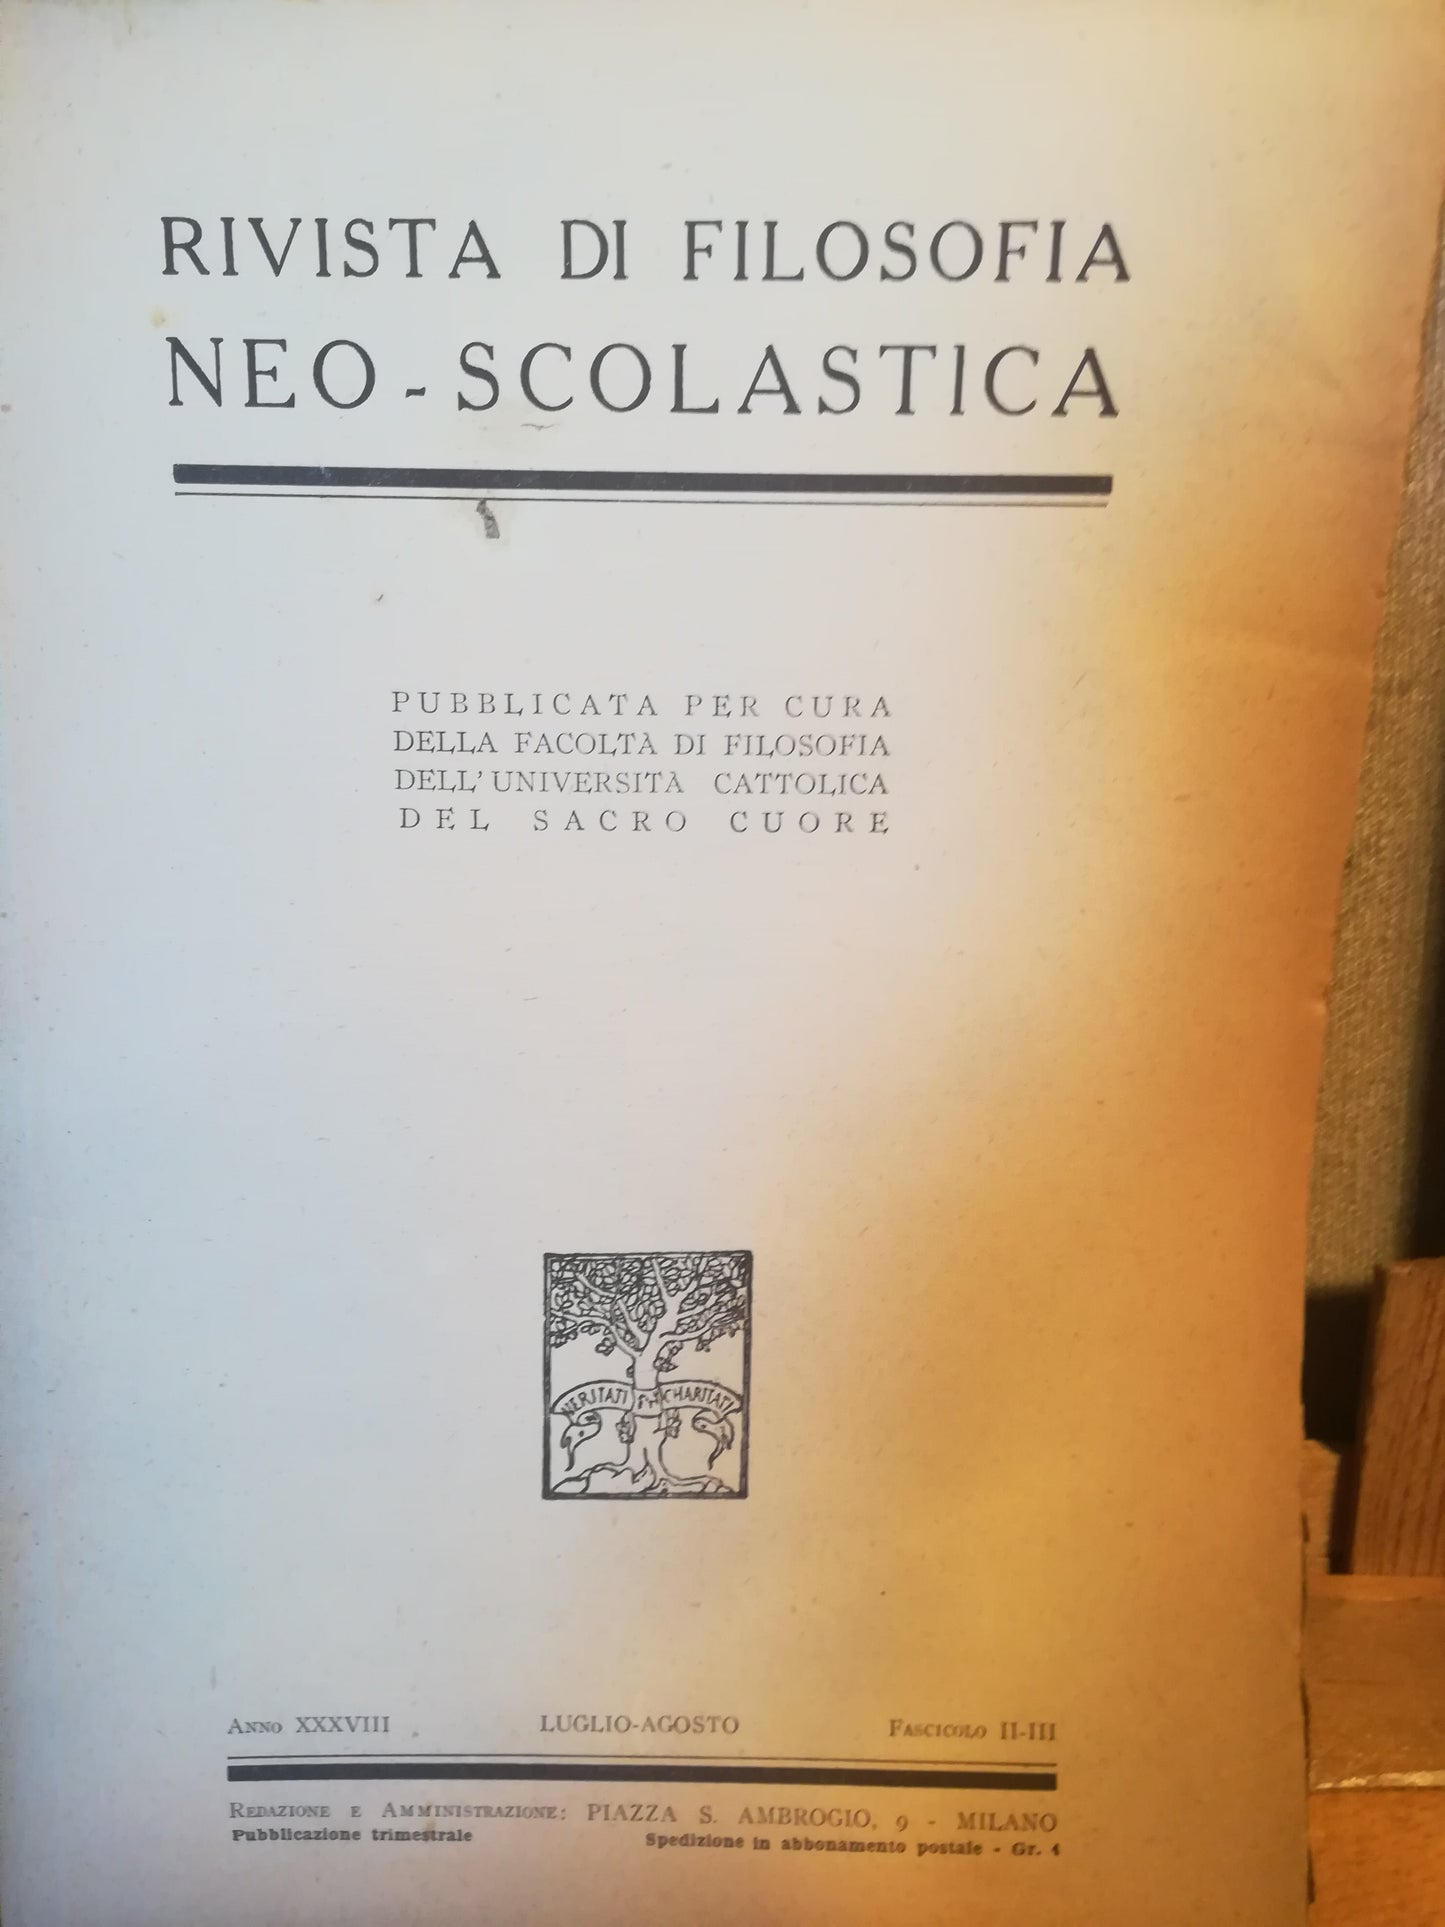 RIVISTA DI FILOSOFIA
NEO-SCOLASTICA
PUBBLICATA PER CURA
DELLA FACOLTÀ DI FILOSOFIA
DELL'UNIVERSITÀ CATTOLICA
DEL SACRO CUORE
VERITATI CHARITATI
ANNO XXXVIII LUGLIO-AGOSTO FASCICOLO II-III
REDAZIONE E AMMINISTRAZIONE: PIAZZA S. AMBROGIO, 9 - MILANO
Pubblicazione trimestrale Spedizione in abbonamento postale - Gr. 4